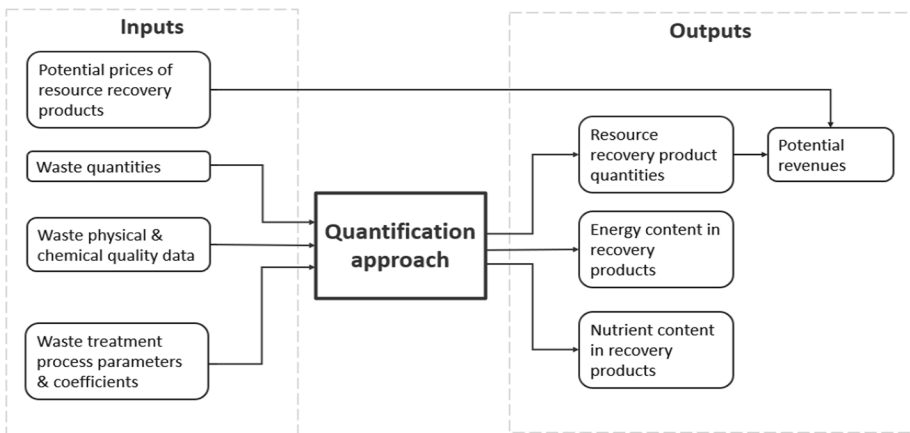 Inputs
Potential prices of
resource recovery
products
Waste quantities
Waste physical &
chemical quality data
Waste treatment
process parameters
& coefficients
Quantification
approach
Outputs
Resource
recovery product
quantities
Potential
revenues
Energy content in
recovery
products
Nutrient content
in recovery
products